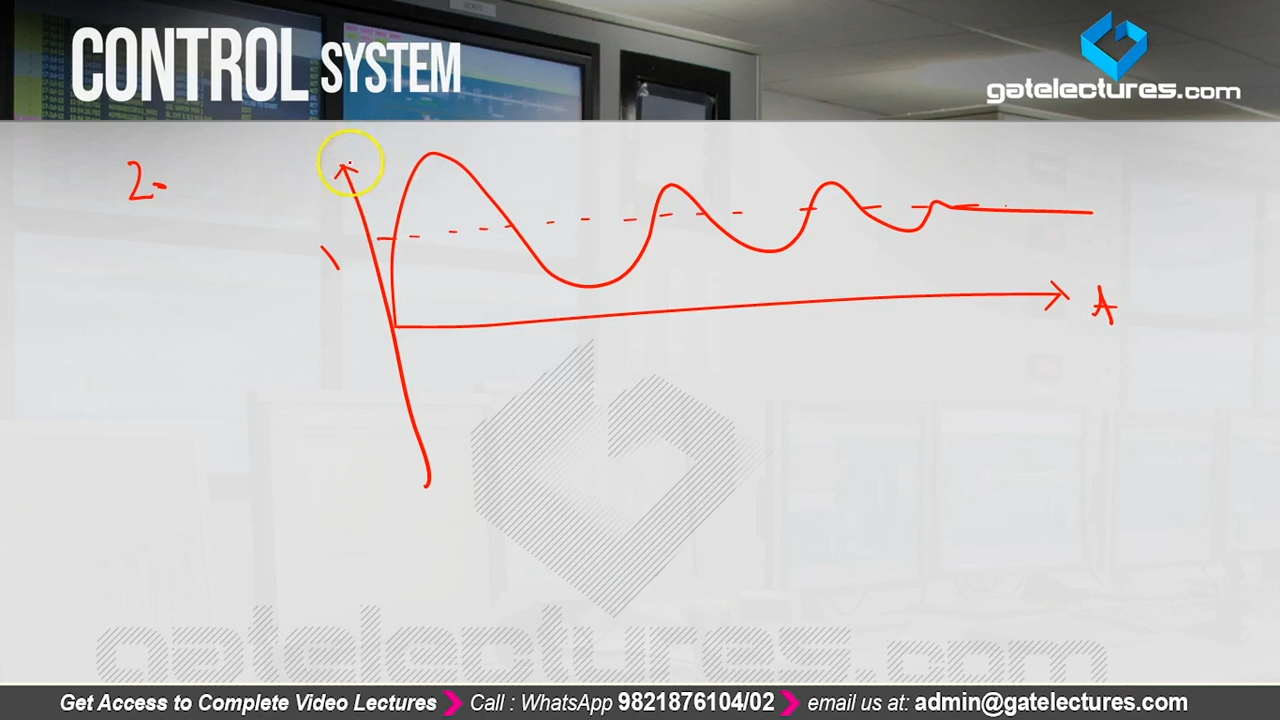 CONTROL SYSTEM
gatelectures.com
2.
1
A
gatelectures.com
Get Access to Complete Video Lectures Call : WhatsApp 9821876104/02 email us at: admin@gatelectures.com